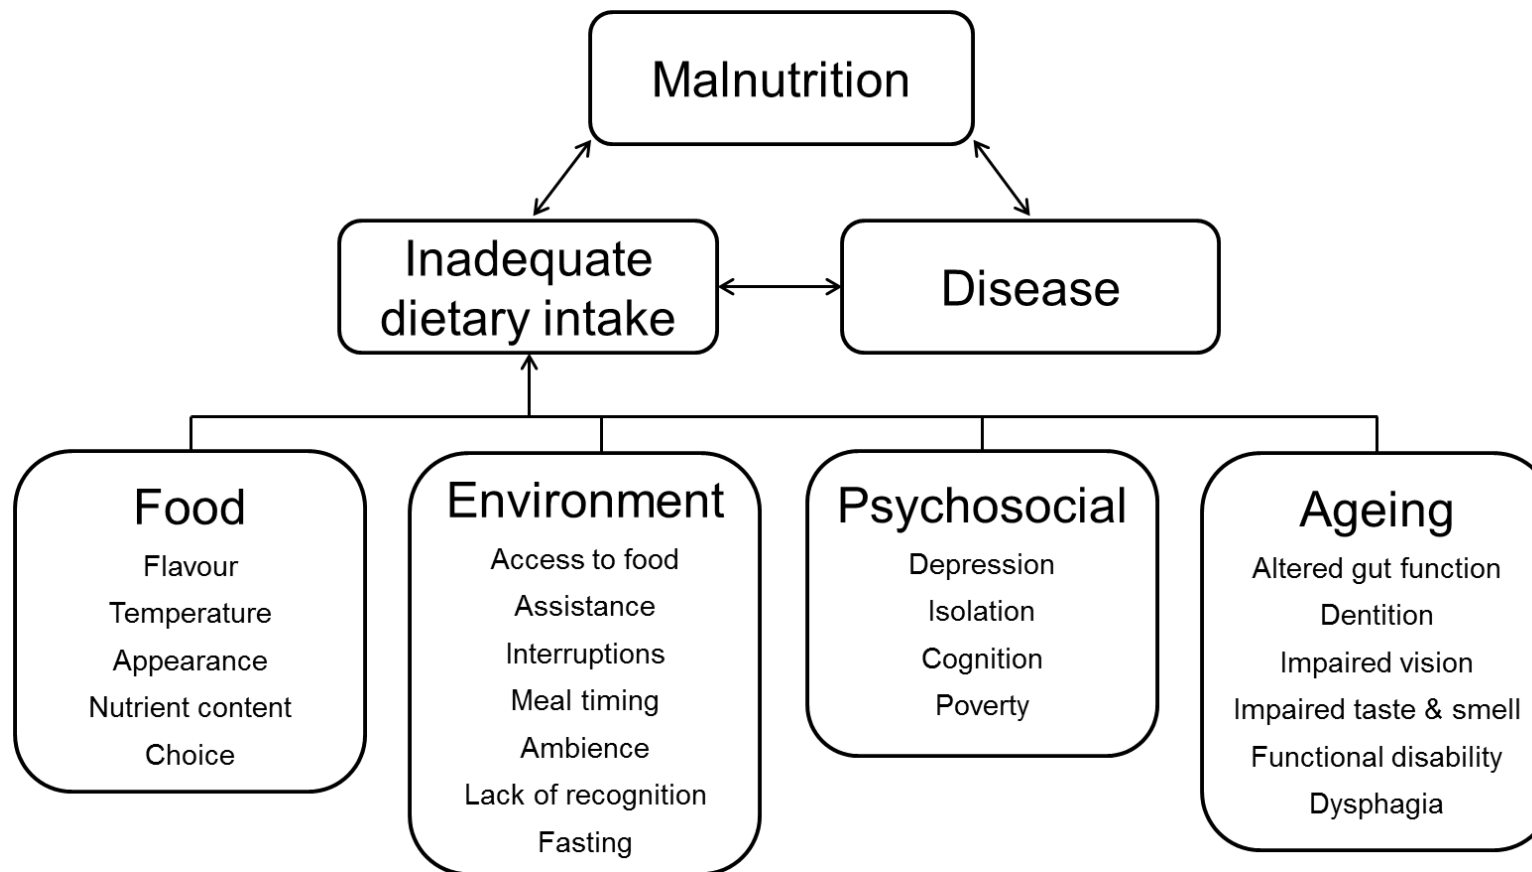 Malnutrition
Inadequate
dietary intake
Disease
Food
Flavour
Temperature
Appearance
Nutrient content
Choice
Environment
Access to food
Assistance
Interruptions
Meal timing
Ambience
Lack of recognition
Fasting
Psychosocial
Depression
Isolation
Cognition
Poverty
Ageing
Altered gut function
Dentition
Impaired vision
Impaired taste & smell
Functional disability
Dysphagia